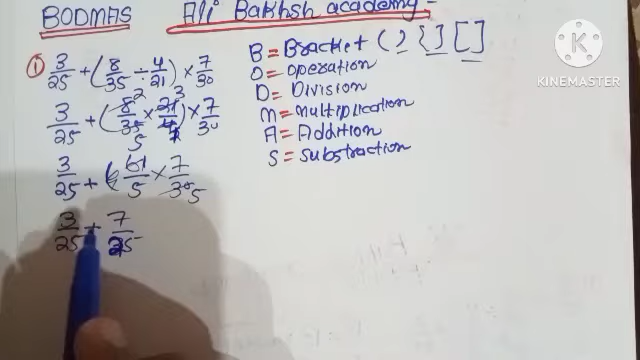 BODMAS Ali Bakhsh academy
① 3/25 + (8/35 ÷ 4/21) × 7/30
3/25 + (8/35 × 21/4) × 7/30
3/25 + (6/5 × 7/30
3/25 + 7/25
B = Bracket ( ) { } [ ]
O = operation
D = Division
M = multiplication
A = Addition
S = Substraction
KINEMASTER